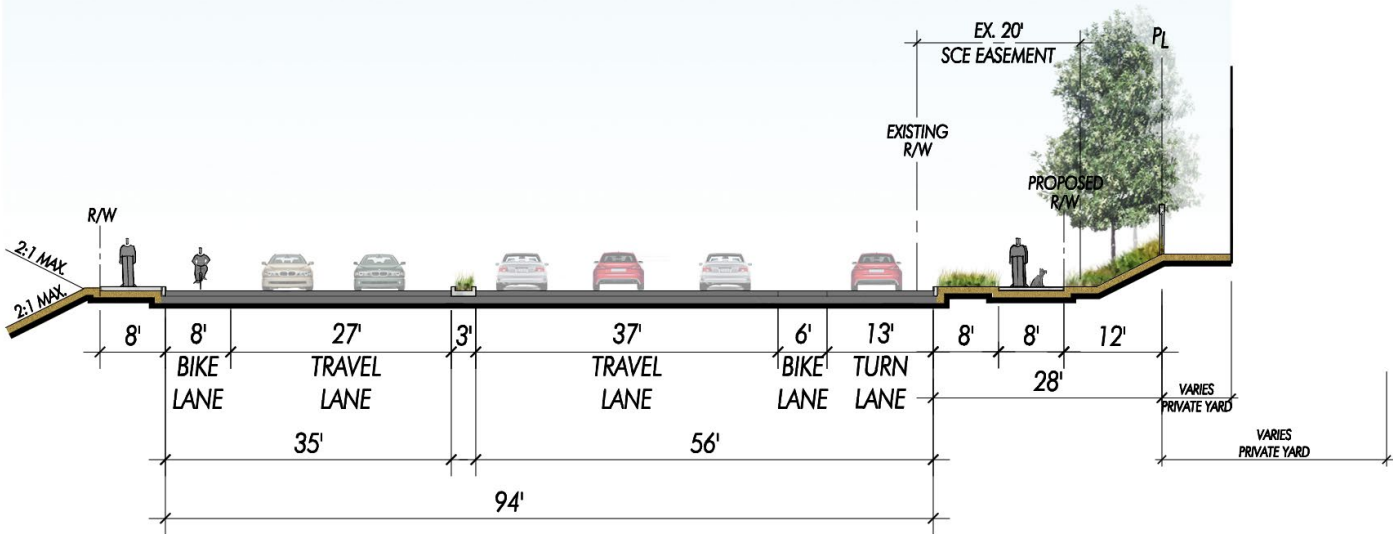 EX. 20'
SCE EASEMENT
PL
EXISTING
R/W
PROPOSED
R/W
R/W
2:1 MAX.
2:1 MAX.
8'
8'
27'
3'
37'
6'
13'
8'
8'
12'
BIKE
LANE
TRAVEL
LANE
TRAVEL
LANE
BIKE
LANE
TURN
LANE
28'
VARIES
PRIVATE YARD
35'
56'
VARIES
PRIVATE YARD
94'